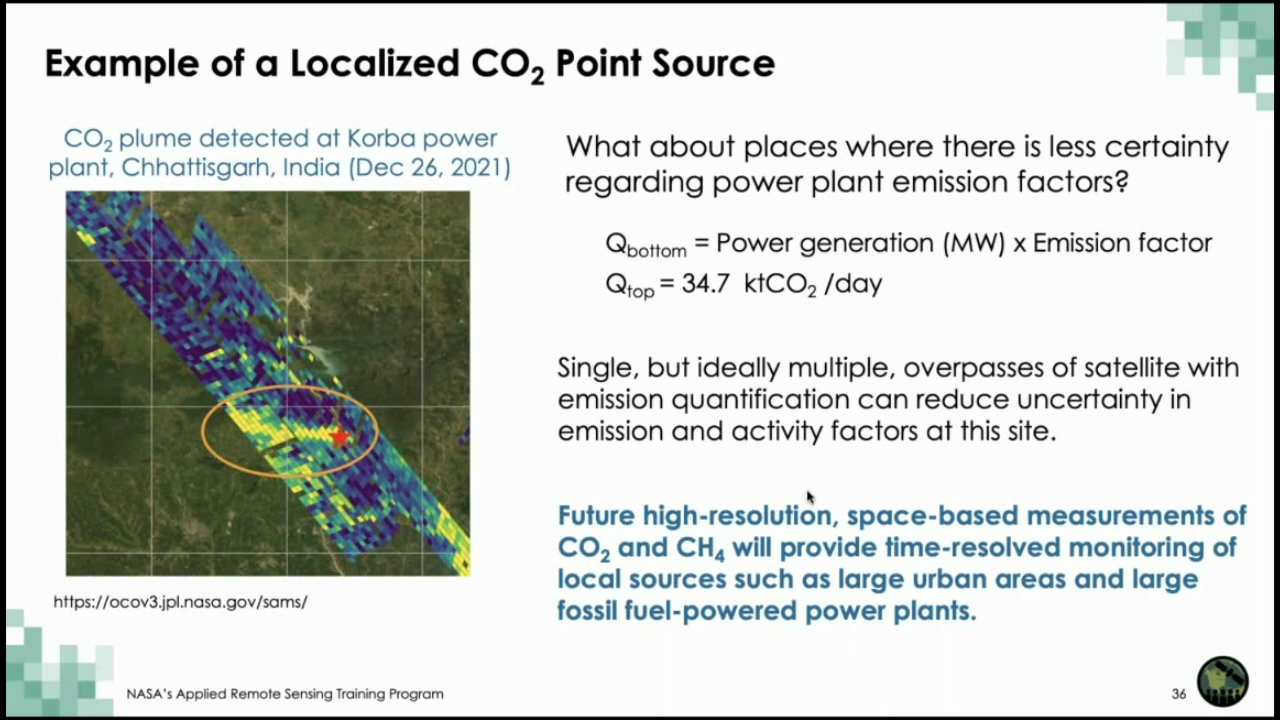 Example of a Localized CO₂ Point Source
CO₂ plume detected at Korba power
plant, Chhattisgarh, India (Dec 26, 2021)
https://ocov3.jpl.nasa.gov/sams/
What about places where there is less certainty
regarding power plant emission factors?
Qbottom = Power generation (MW) x Emission factor
Qtop = 34.7 ktCO₂ /day
Single, but ideally multiple, overpasses of satellite with
emission quantification can reduce uncertainty in
emission and activity factors at this site.
Future high-resolution, space-based measurements of
CO₂ and CH₄ will provide time-resolved monitoring of
local sources such as large urban areas and large
fossil fuel-powered power plants.
NASA's Applied Remote Sensing Training Program
36